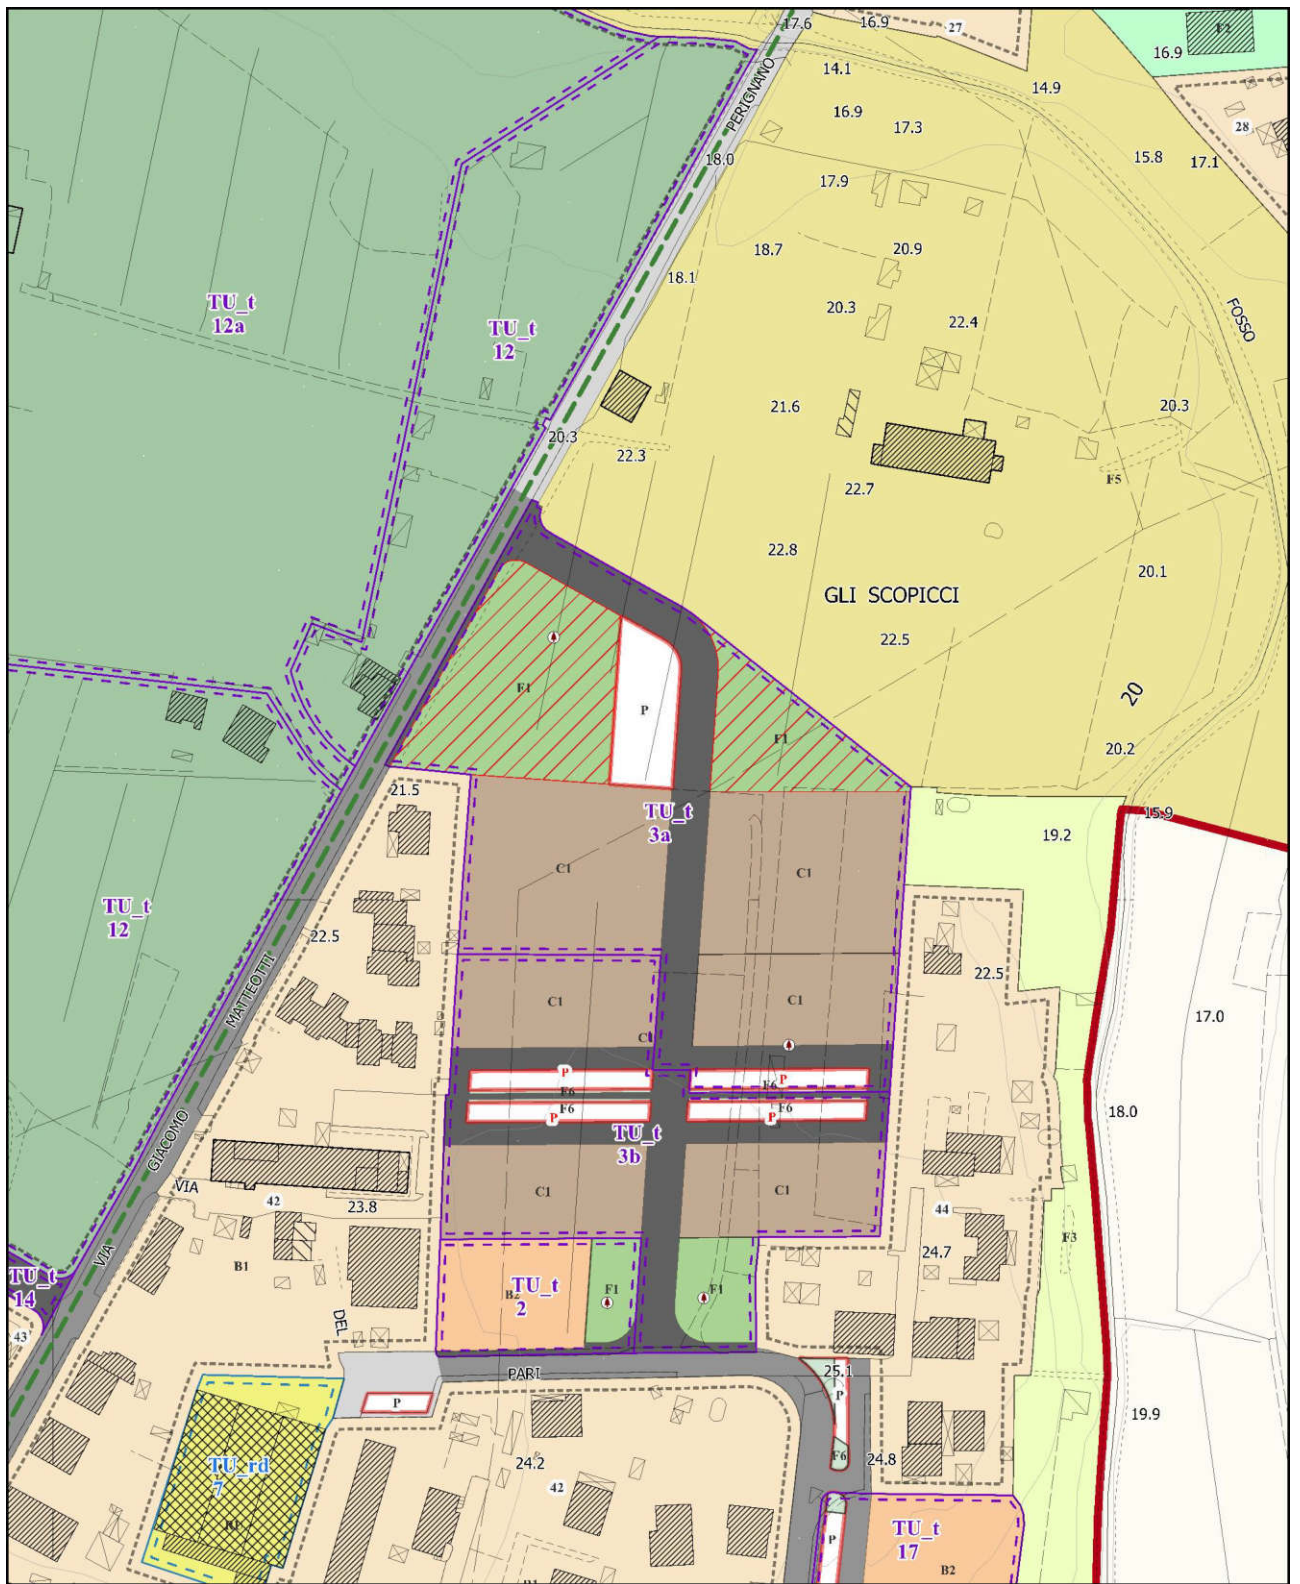 17.6
16.9
27
F2
16.9
14.1
14.9
PERIGNANO
16.9
17.3
28
15.8
17.1
18.0
17.9
18.7
20.9
18.1
FOSSO
TU_t
12a
TU_t
12
20.3
22.4
21.6
20.3
20.3
22.3
F5
22.7
22.8
20.1
GLI SCOPICCI
22.5
F1
P
20
F1
20.2
21.5
TU_t
3a
15.9
19.2
C1
C1
TU_t
12
22.5
22.5
MATTEOTTI
C1
C1
17.0
P
P
F6
F6
F6
F6
P
P
18.0
GIACOMO
TU_t
3b
VIA
42
23.8
C1
C1
44
24.7
F3
VIA
B1
TU_t
14
TU_t
2
B2
F1
F1
43
DEL
PARI
25.1
P
P
19.9
F6
24.8
24.2
42
TU_rd
7
TU_t
17
P
B2